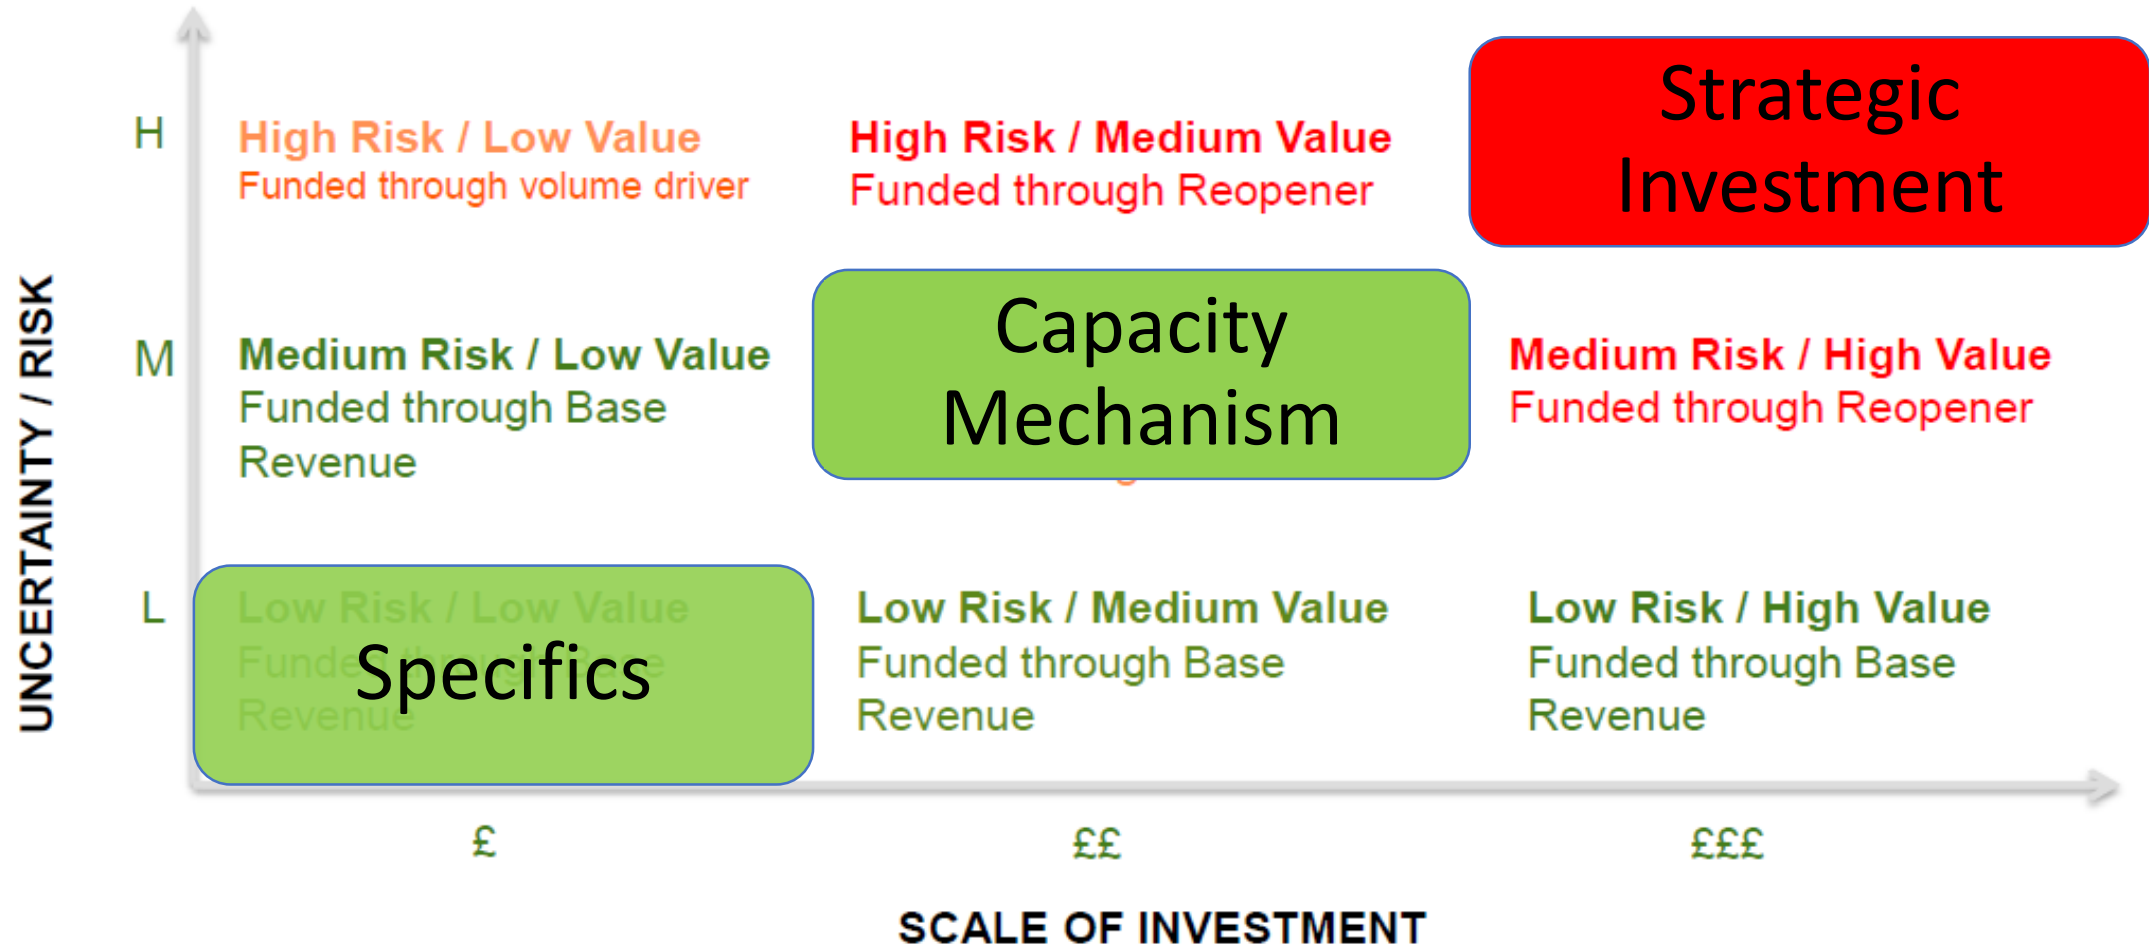 UNCERTAINTY / RISK
H
High Risk / Low Value
Funded through volume driver
High Risk / Medium Value
Funded through Reopener
Strategic
Investment
M
Medium Risk / Low Value
Funded through Base
Revenue
Capacity
Mechanism
Medium Risk / High Value
Funded through Reopener
L
Low Risk / Low Value
Funded through Base
Revenue
Specifics
Low Risk / Medium Value
Funded through Base
Revenue
Low Risk / High Value
Funded through Base
Revenue
£
££
£££
SCALE OF INVESTMENT